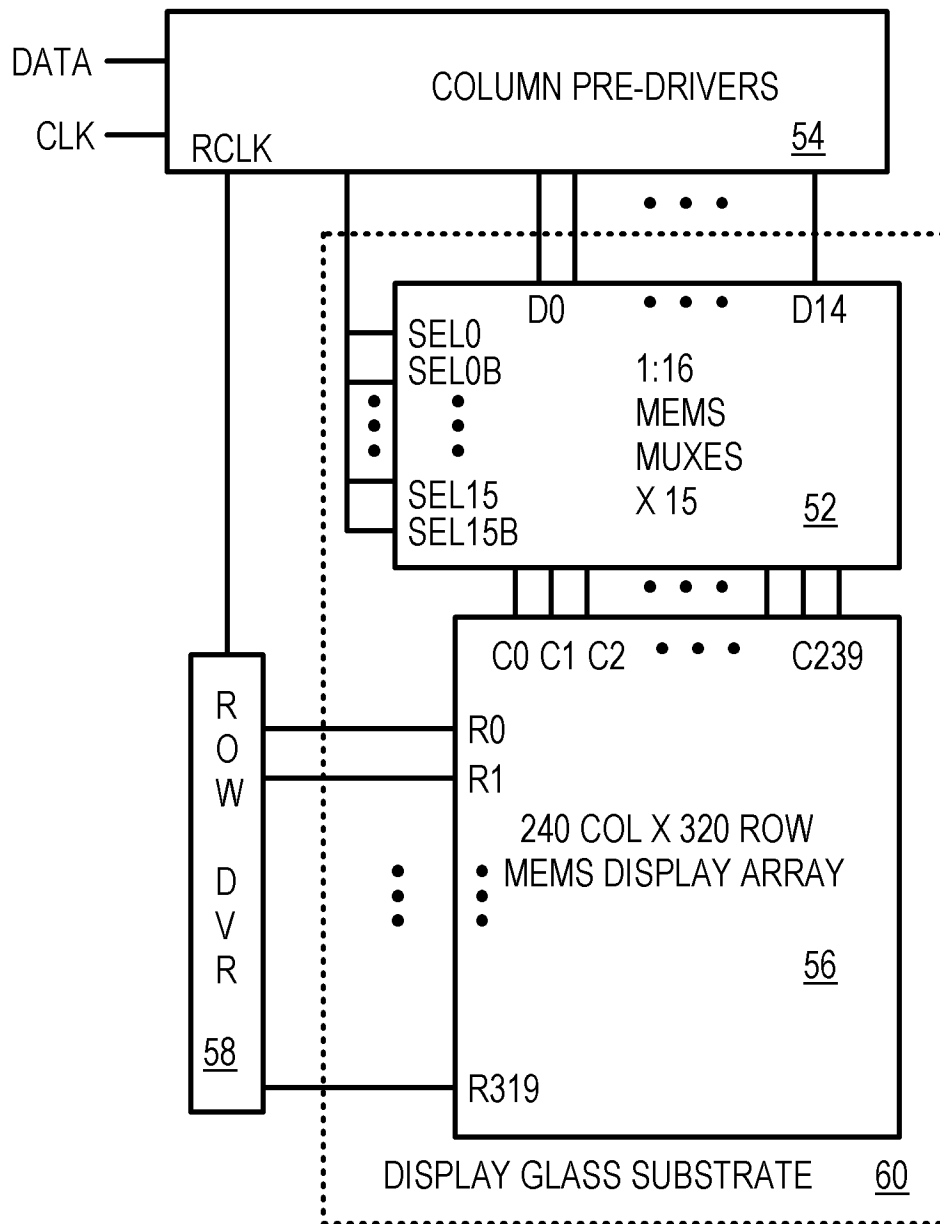 DATA
CLK
COLUMN PRE-DRIVERS
54
RCLK
D0
D14
SEL0
SEL0B
SEL15
SEL15B
1:16
MEMS
MUXES
X 15
52
C0 C1 C2
C239
R
O
W
D
V
R
58
R0
R1
240 COL X 320 ROW
MEMS DISPLAY ARRAY
56
R319
DISPLAY GLASS SUBSTRATE 60